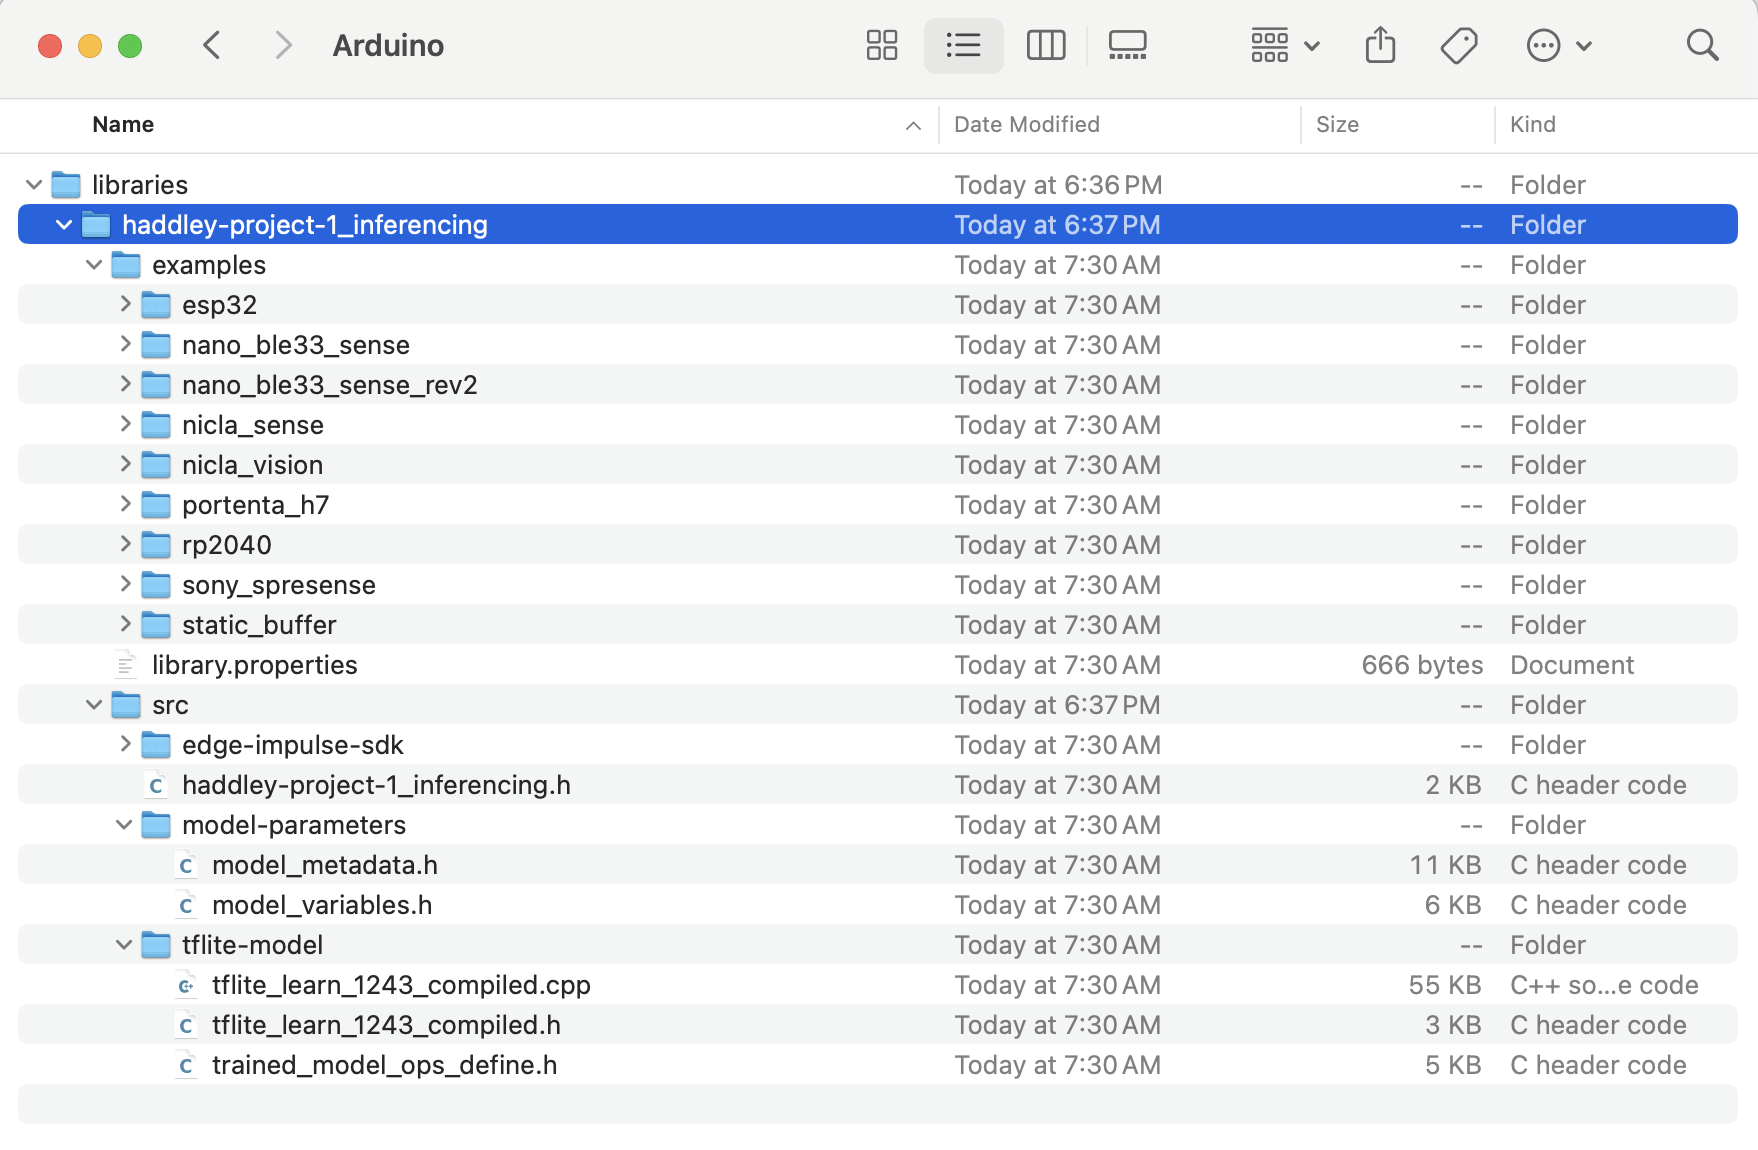 Arduino
Name Date Modified Size Kind
libraries Today at 6:36 PM -- Folder
haddley-project-1_inferencing Today at 6:37 PM -- Folder
examples Today at 7:30 AM -- Folder
esp32 Today at 7:30 AM -- Folder
nano_ble33_sense Today at 7:30 AM -- Folder
nano_ble33_sense_rev2 Today at 7:30 AM -- Folder
nicla_sense Today at 7:30 AM -- Folder
nicla_vision Today at 7:30 AM -- Folder
portenta_h7 Today at 7:30 AM -- Folder
rp2040 Today at 7:30 AM -- Folder
sony_spresense Today at 7:30 AM -- Folder
static_buffer Today at 7:30 AM -- Folder
library.properties Today at 7:30 AM 666 bytes Document
src Today at 6:37 PM -- Folder
edge-impulse-sdk Today at 7:30 AM -- Folder
haddley-project-1_inferencing.h Today at 7:30 AM 2 KB C header code
model-parameters Today at 7:30 AM -- Folder
model_metadata.h Today at 7:30 AM 11 KB C header code
model_variables.h Today at 7:30 AM 6 KB C header code
tflite-model Today at 7:30 AM -- Folder
tflite_learn_1243_compiled.cpp Today at 7:30 AM 55 KB C++ so...e code
tflite_learn_1243_compiled.h Today at 7:30 AM 3 KB C header code
trained_model_ops_define.h Today at 7:30 AM 5 KB C header code